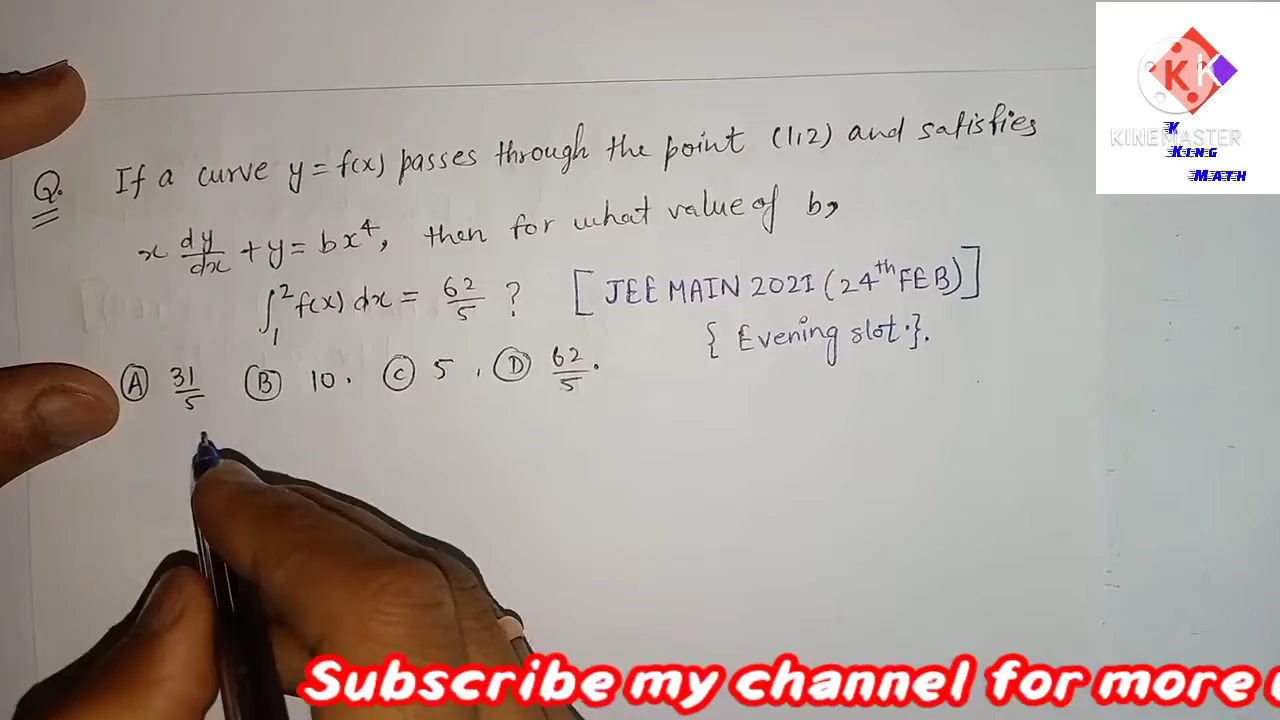 Q. If a curve y = f(x) passes through the point (1,2) and satisfies
x dy/dx + y = bx⁴, then for what value of b,
∫₁² f(x) dx = 62/5 ? [JEE MAIN 2021 (24th FEB)]
{ Evening slot.}.
(A) 31/5 (B) 10. (C) 5 , (D) 62/5.
KINEMASTER
K
KING
MATH
Subscribe my channel for more